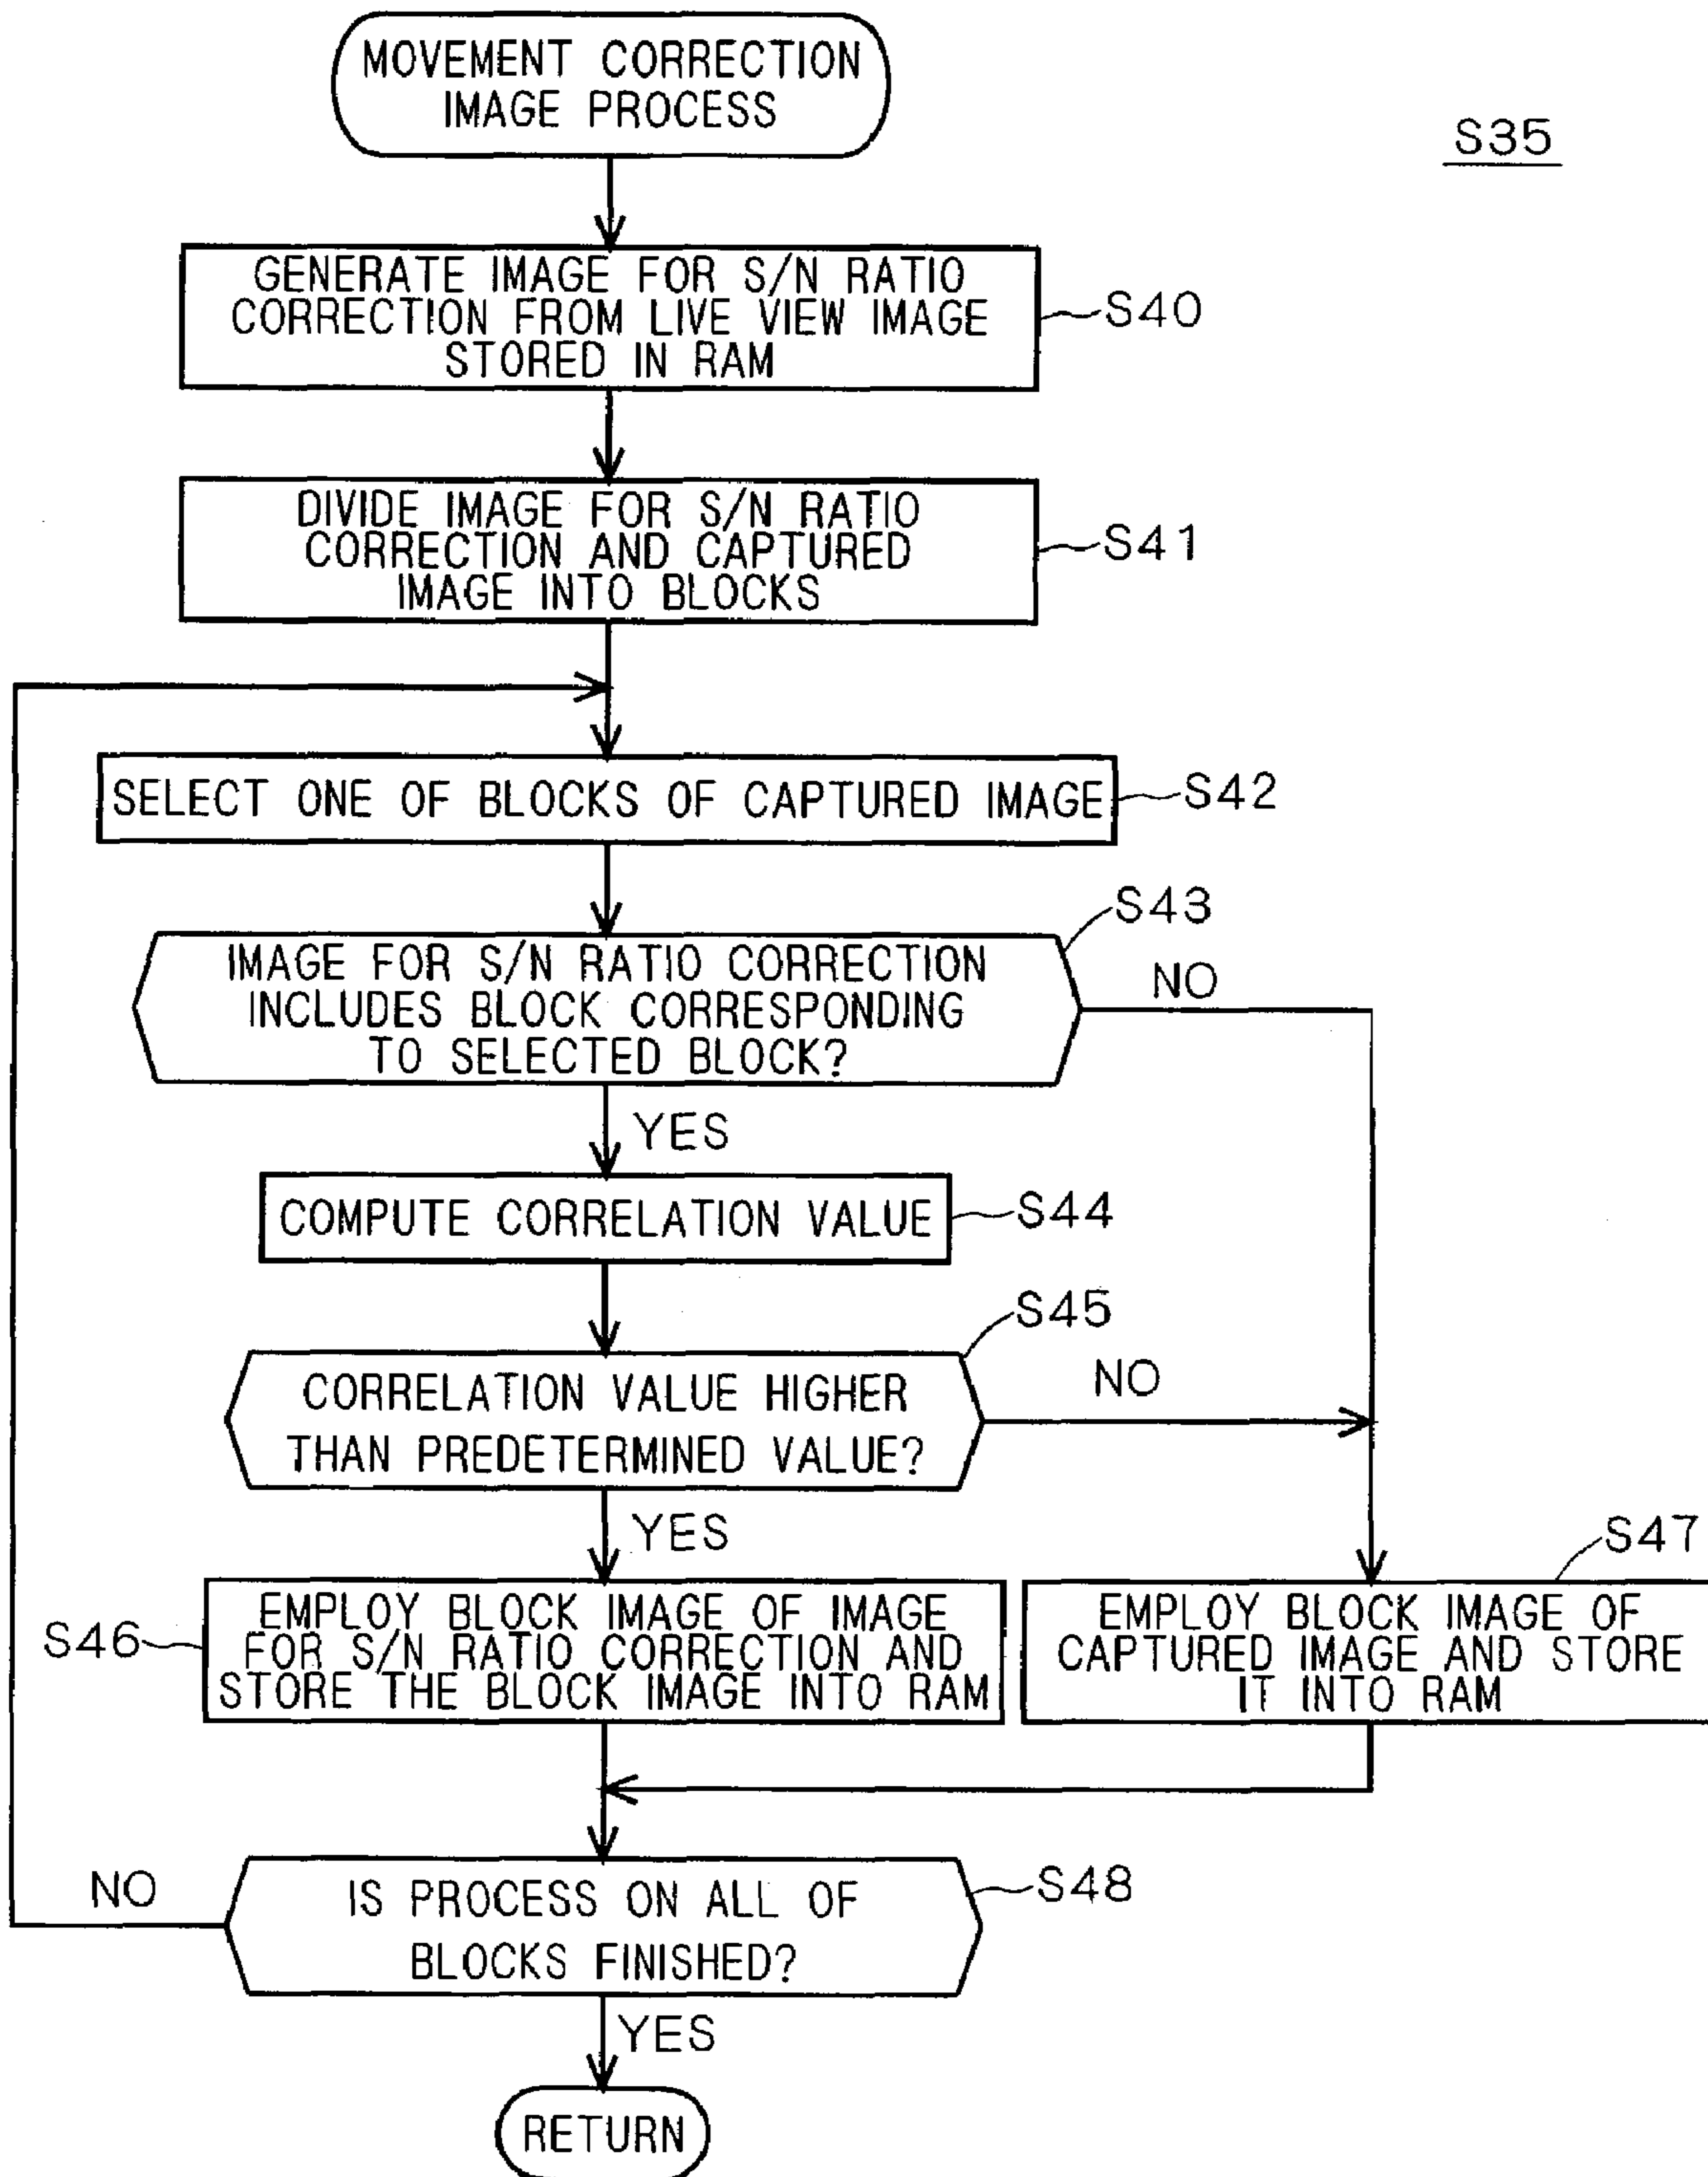 MOVEMENT CORRECTION
IMAGE PROCESS
S35
GENERATE IMAGE FOR S/N RATIO
CORRECTION FROM LIVE VIEW IMAGE
STORED IN RAM
S40
DIVIDE IMAGE FOR S/N RATIO
CORRECTION AND CAPTURED
IMAGE INTO BLOCKS
S41
SELECT ONE OF BLOCKS OF CAPTURED IMAGE
S42
S43
IMAGE FOR S/N RATIO CORRECTION
INCLUDES BLOCK CORRESPONDING
TO SELECTED BLOCK?
NO
YES
COMPUTE CORRELATION VALUE
S44
S45
CORRELATION VALUE HIGHER
THAN PREDETERMINED VALUE?
NO
YES
S46
EMPLOY BLOCK IMAGE OF IMAGE
FOR S/N RATIO CORRECTION AND
STORE THE BLOCK IMAGE INTO RAM
S47
EMPLOY BLOCK IMAGE OF
CAPTURED IMAGE AND STORE
IT INTO RAM
NO
IS PROCESS ON ALL OF
BLOCKS FINISHED?
S48
YES
RETURN